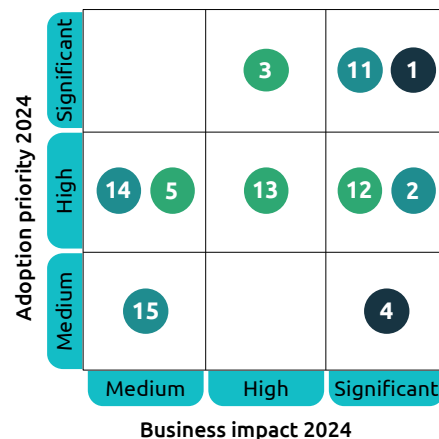 Adoption priority 2024
Significant
3
11 1
High
14 5 13 12 2
Medium
15 4
Medium High Significant
Business impact 2024